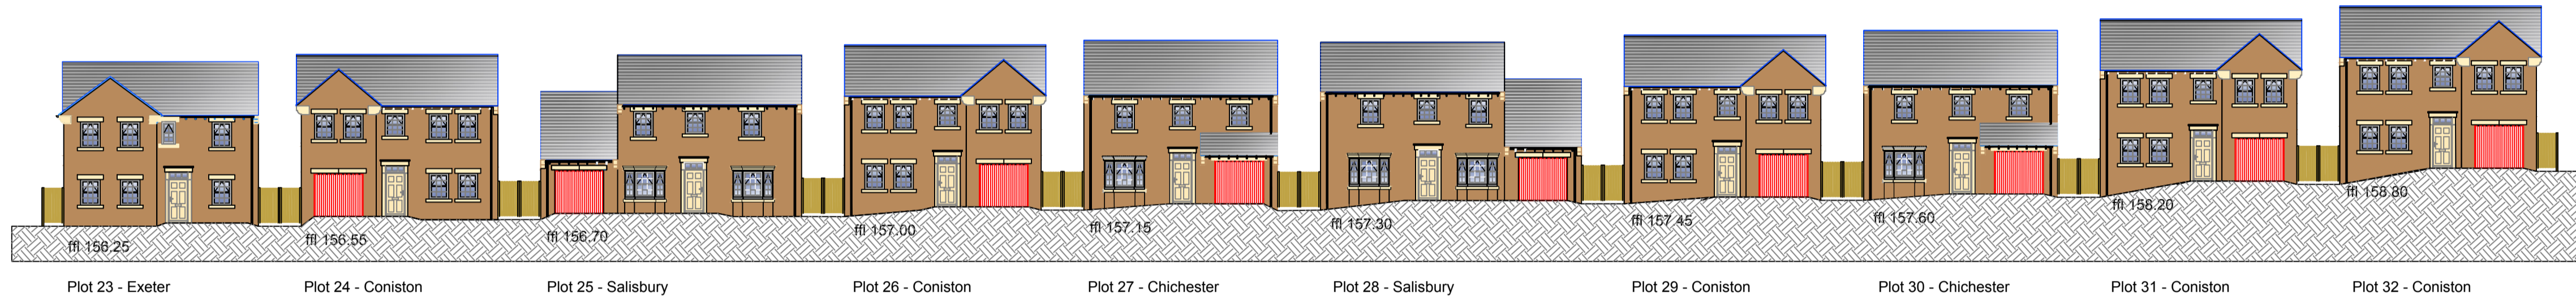 ffl 156.25
ffl 156.55
ffl 156.70
ffl 157.00
ffl 157.15
ffl 157.30
ffl 157.45
ffl 157.60
ffl 158.20
ffl 158.80
Plot 23 - Exeter
Plot 24 - Coniston
Plot 25 - Salisbury
Plot 26 - Coniston
Plot 27 - Chichester
Plot 28 - Salisbury
Plot 29 - Coniston
Plot 30 - Chichester
Plot 31 - Coniston
Plot 32 - Coniston